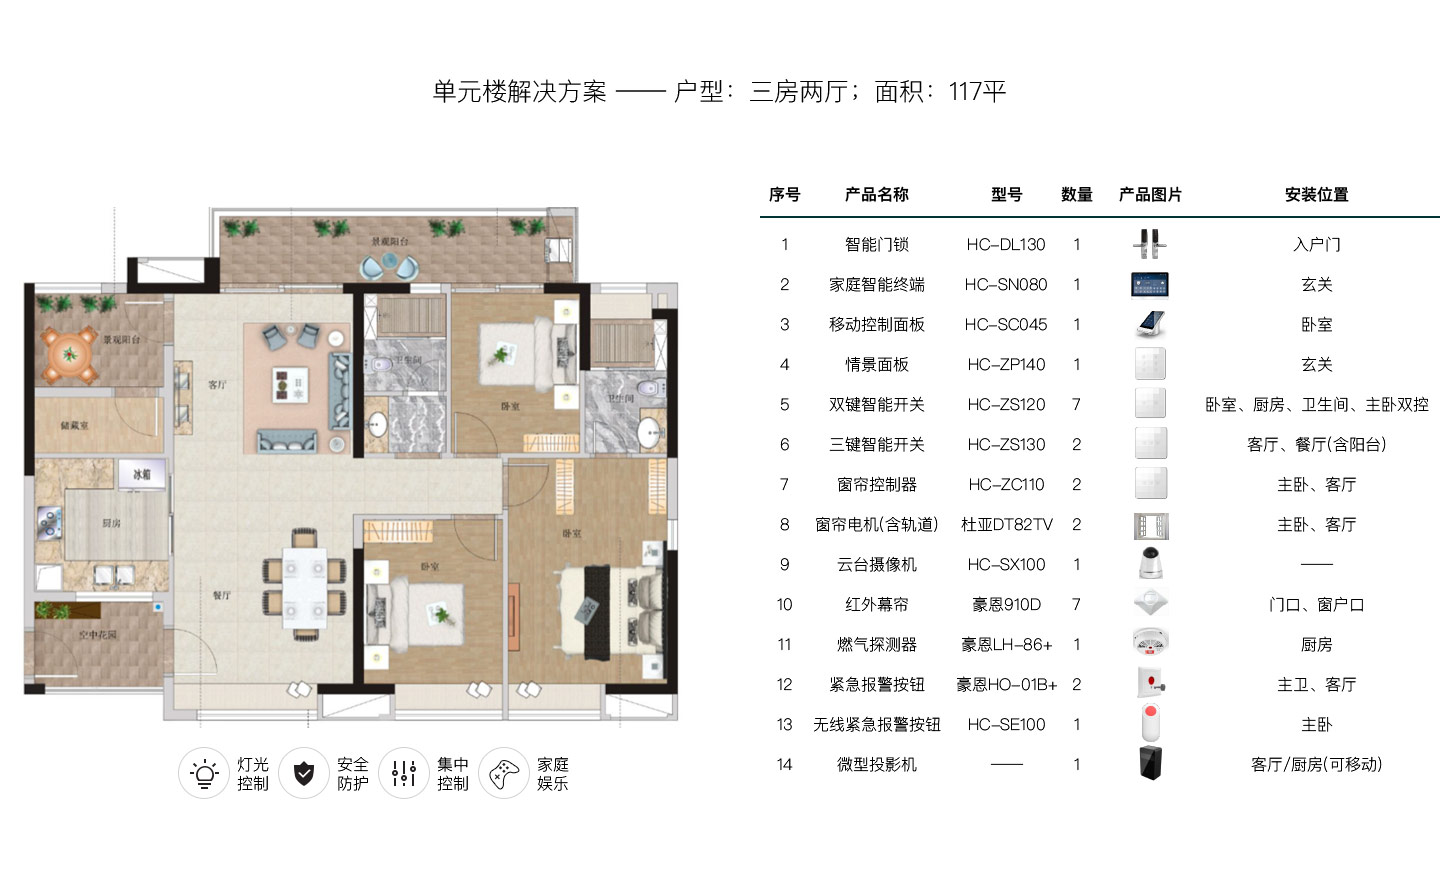 单元楼解决方案 —— 户型：三房两厅；面积：117平
景观阳台
景观阳台
客厅
卫生间
卧室
卫生间
储藏室
冰箱
厨房
卧室
卧室
餐厅
空中花园
灯光控制
安全防护
集中控制
家庭娱乐
序号 产品名称 型号 数量 产品图片 安装位置
1 智能门锁 HC-DL130 1 入户门
2 家庭智能终端 HC-SN080 1 玄关
3 移动控制面板 HC-SC045 1 卧室
4 情景面板 HC-ZP140 1 玄关
5 双键智能开关 HC-ZS120 7 卧室、厨房、卫生间、主卧双控
6 三键智能开关 HC-ZS130 2 客厅、餐厅(含阳台)
7 窗帘控制器 HC-ZC110 2 主卧、客厅
8 窗帘电机(含轨道) 杜亚DT82TV 2 主卧、客厅
9 云台摄像机 HC-SX100 1 ——
10 红外幕帘 豪恩910D 7 门口、窗户口
11 燃气探测器 豪恩LH-86+ 1 厨房
12 紧急报警按钮 豪恩HO-01B+ 2 主卫、客厅
13 无线紧急报警按钮 HC-SE100 1 主卧
14 微型投影机 —— 1 客厅/厨房(可移动)